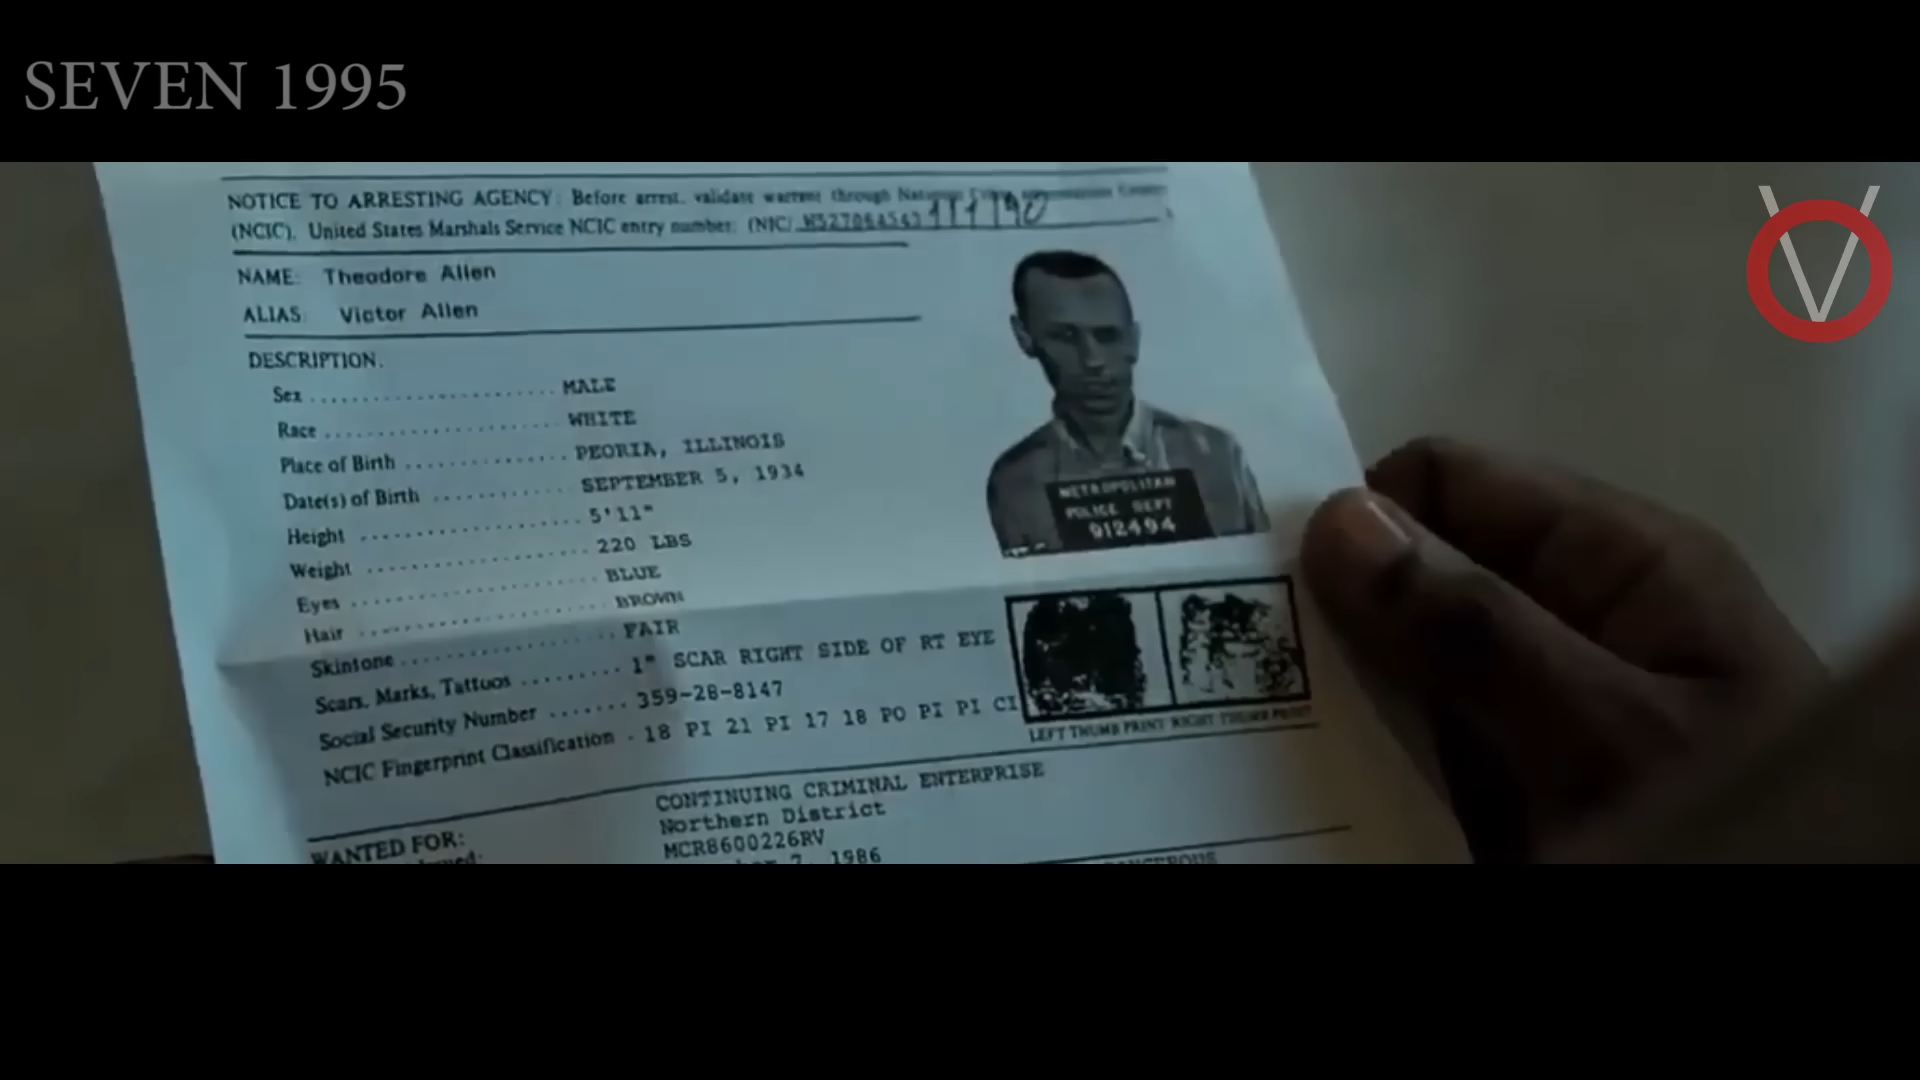 SEVEN 1995
NOTICE TO ARRESTING AGENCY: Before arrest, validate warrant through
(NCIC). United States Marshals Service NCIC entry number: (NIC/
NAME: Theodore Allen
ALIAS: Victor Allen
DESCRIPTION.
Sex ........................ MALE
Race ........................ WHITE
Place of Birth ................ PEORIA, ILLINOIS
Date(s) of Birth .............. SEPTEMBER 5, 1934
Height ........................ 5'11"
Weight ........................ 220 LBS
Eyes ........................ BLUE
Hair ........................ BROWN
Skintone ........................ FAIR
Scars, Marks, Tattoos ......... 1" SCAR RIGHT SIDE OF RT EYE
Social Security Number ....... 359-28-8147
NCIC Fingerprint Classification . 18 PI 21 PI 17 18 PO PI PI CI
METROPOLITAN
POLICE DEPT
912494
LEFT THUMB PRINT RIGHT THUMB PRINT
WANTED FOR: CONTINUING CRIMINAL ENTERPRISE
Northern District
MCR8600226RV
7, 1986
V